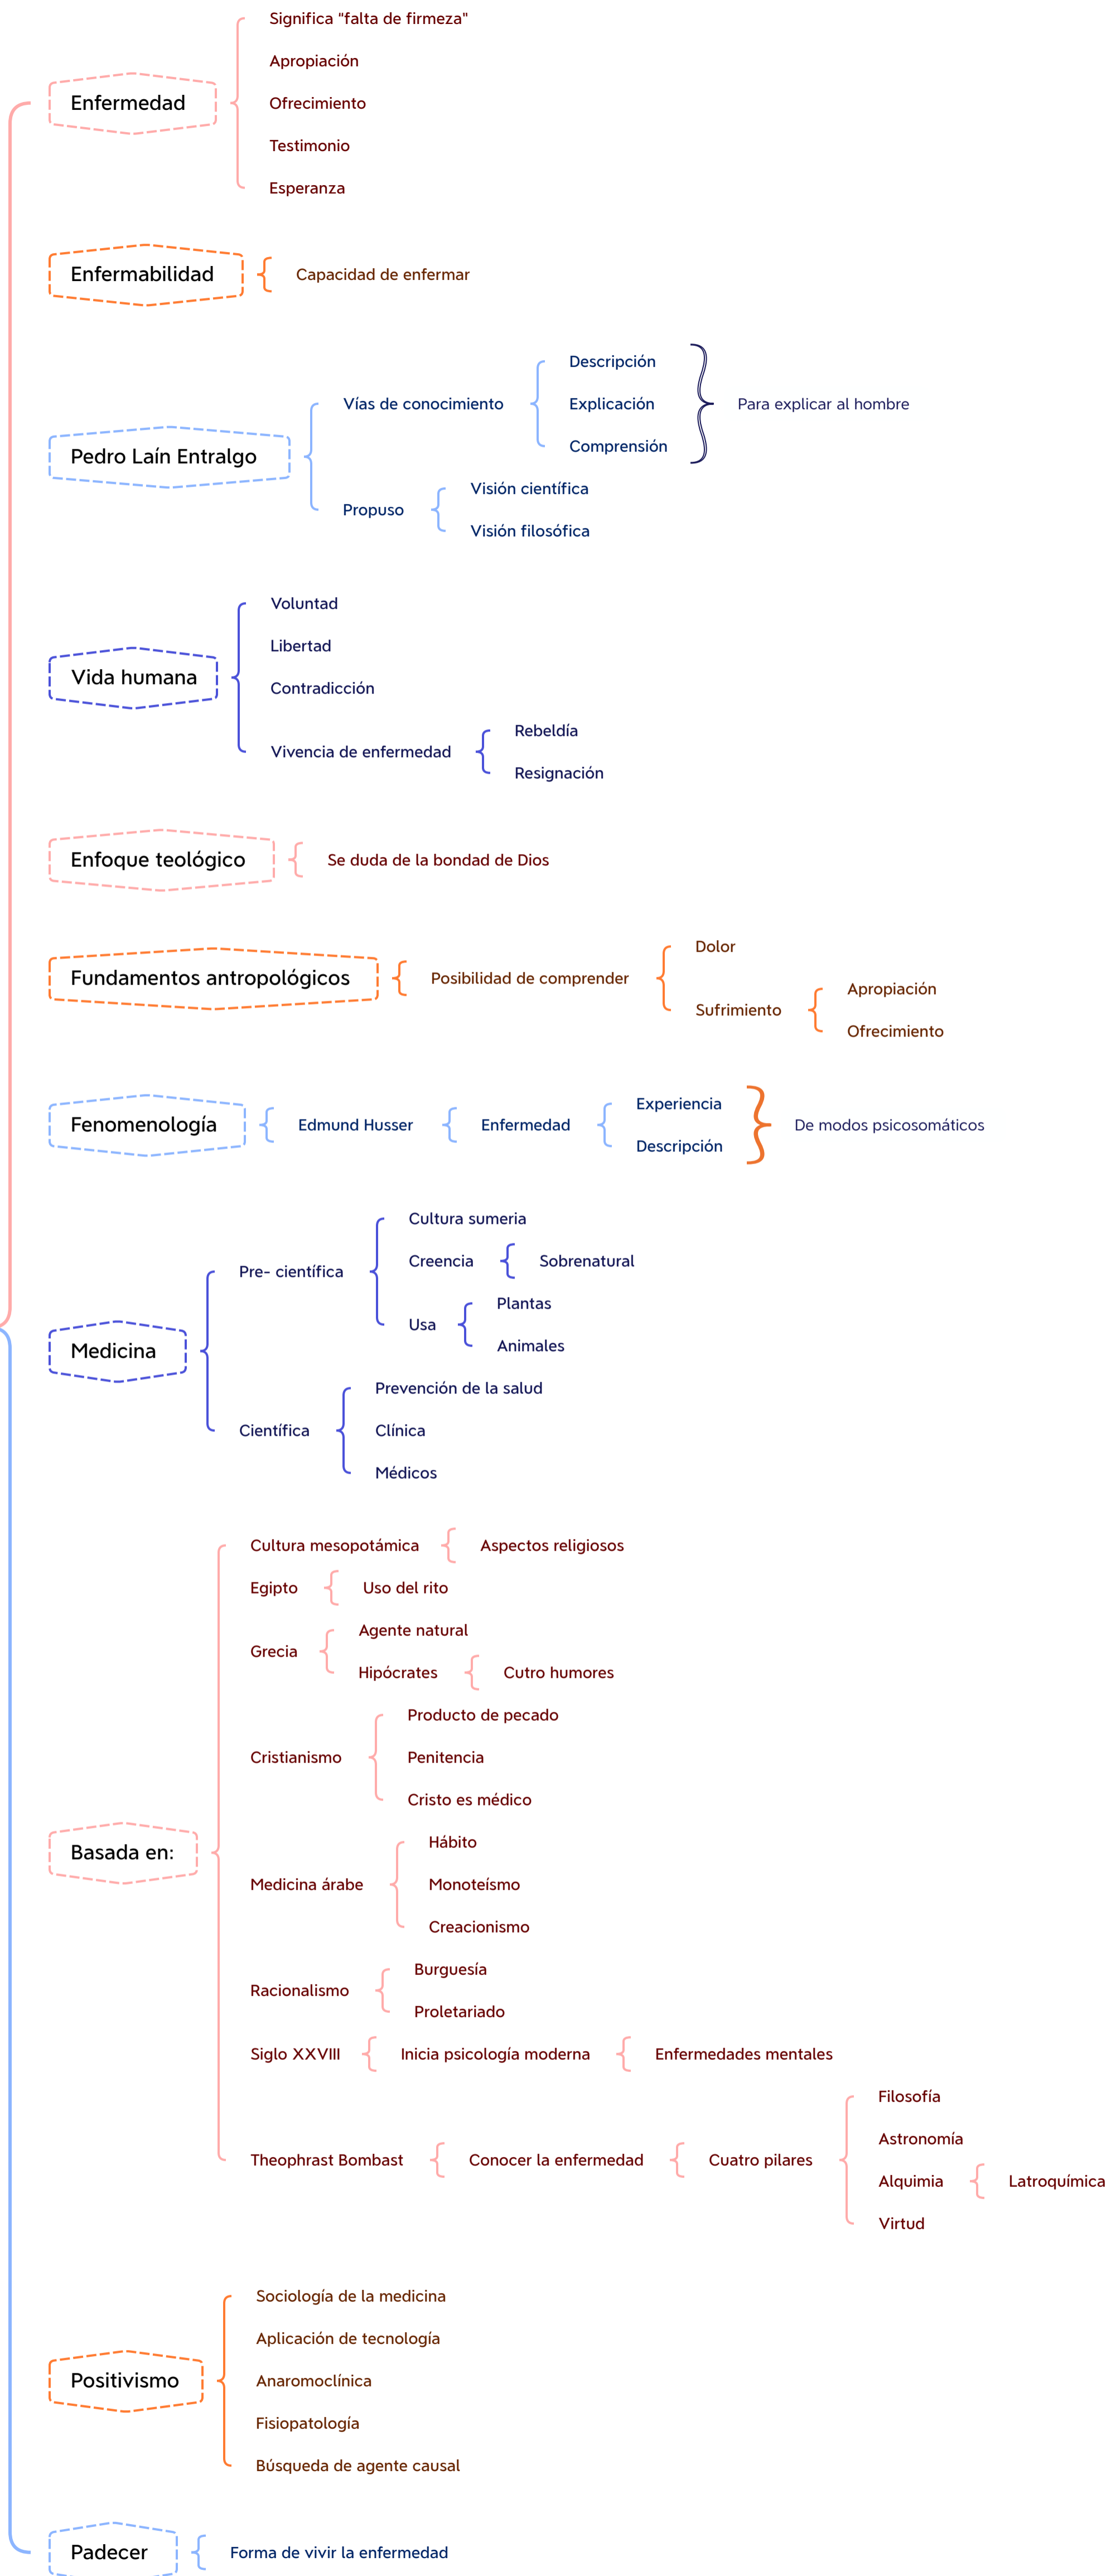 Enfermedad
Significa "falta de firmeza"
Apropiación
Ofrecimiento
Testimonio
Esperanza
Enfermabilidad
Capacidad de enfermar
Pedro Laín Entralgo
Vías de conocimiento
Descripción
Explicación
Comprensión
Para explicar al hombre
Propuso
Visión científica
Visión filosófica
Vida humana
Voluntad
Libertad
Contradicción
Vivencia de enfermedad
Rebeldía
Resignación
Enfoque teológico
Se duda de la bondad de Dios
Fundamentos antropológicos
Posibilidad de comprender
Dolor
Sufrimiento
Apropiación
Ofrecimiento
Fenomenología
Edmund Husser
Enfermedad
Experiencia
Descripción
De modos psicosomáticos
Medicina
Pre- científica
Cultura sumeria
Creencia
Sobrenatural
Usa
Plantas
Animales
Científica
Prevención de la salud
Clínica
Médicos
Basada en:
Cultura mesopotámica
Aspectos religiosos
Egipto
Uso del rito
Grecia
Agente natural
Hipócrates
Cutro humores
Cristianismo
Producto de pecado
Penitencia
Cristo es médico
Medicina árabe
Hábito
Monoteísmo
Creacionismo
Racionalismo
Burguesía
Proletariado
Siglo XXVIII
Inicia psicología moderna
Enfermedades mentales
Theophrast Bombast
Conocer la enfermedad
Cuatro pilares
Filosofía
Astronomía
Alquimia
Latroquímica
Virtud
Positivismo
Sociología de la medicina
Aplicación de tecnología
Anaromoclínica
Fisiopatología
Búsqueda de agente causal
Padecer
Forma de vivir la enfermedad